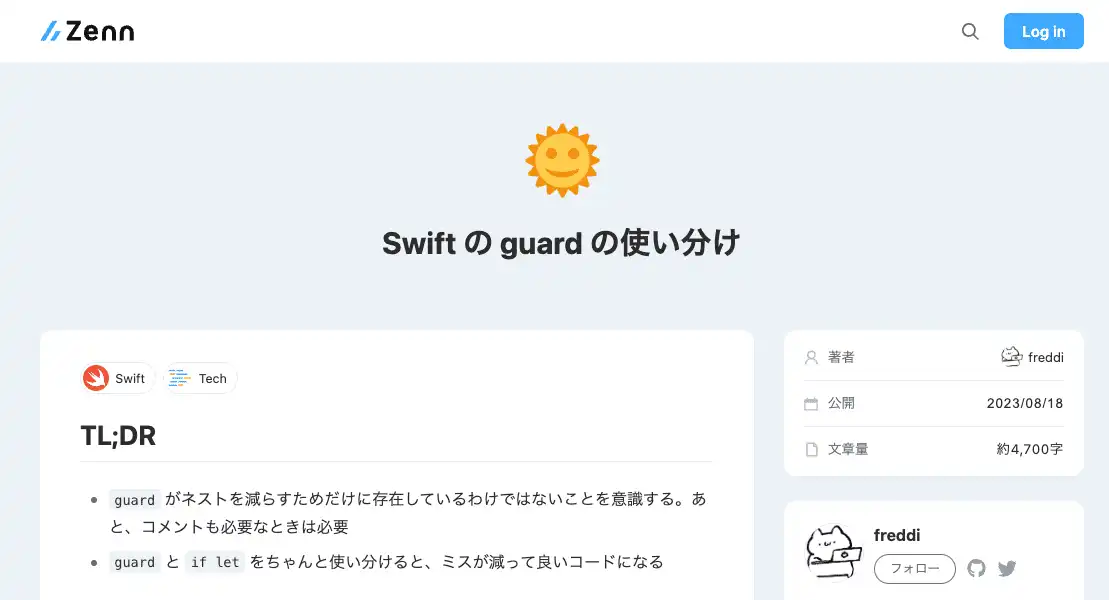 Zenn
Log in
Swift の guard の使い分け
Swift
Tech
TL;DR
guard がネストを減らすためだけに存在しているわけではないことを意識する。あ
と、コメントも必要なときは必要
guard と if let をちゃんと使い分けると、ミスが減って良いコードになる
著者
freddi
公開
2023/08/18
文章量
約4,700字
freddi
フォロー